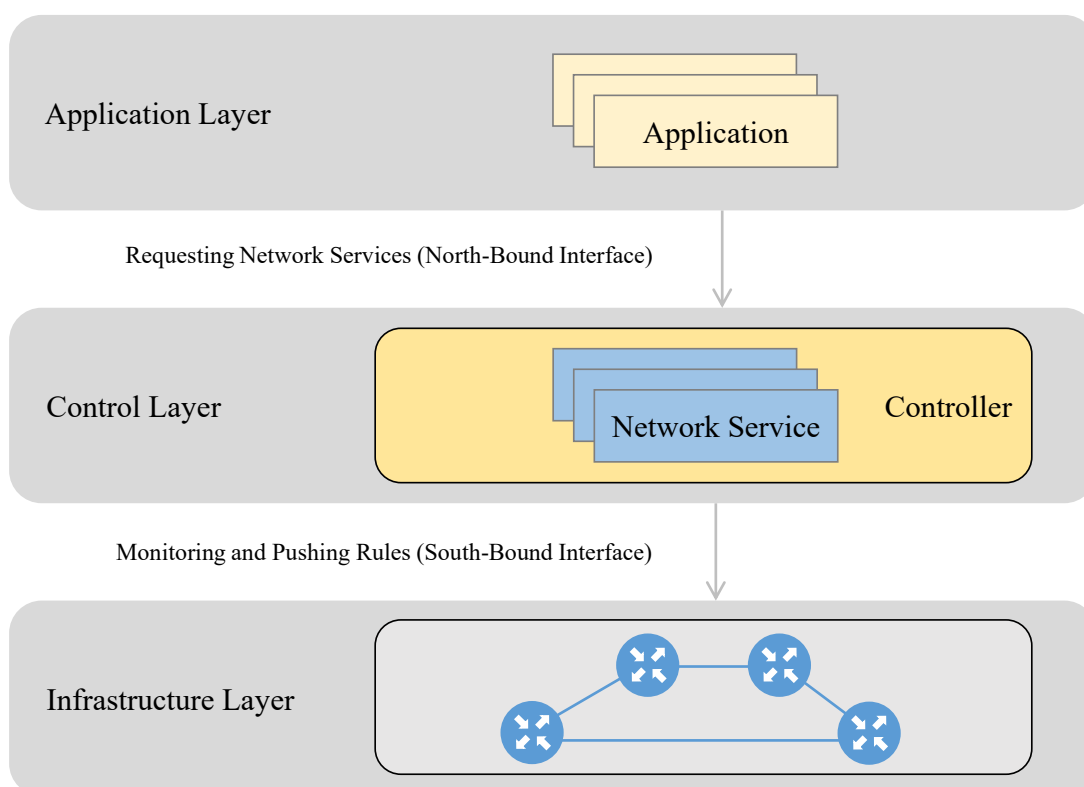 Application Layer
Application
Requesting Network Services (North-Bound Interface)
Control Layer
Network Service
Controller
Monitoring and Pushing Rules (South-Bound Interface)
Infrastructure Layer